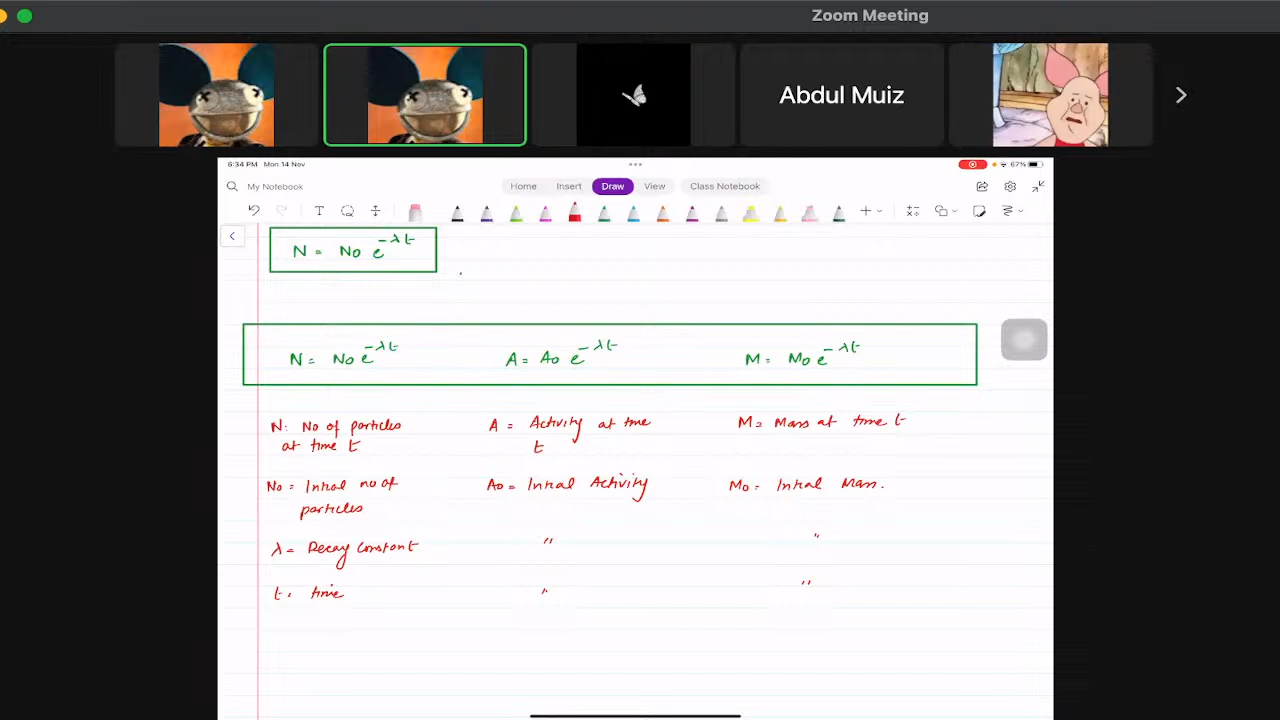 Zoom Meeting
Abdul Muiz
6:34 PM Mon 14 Nov
67%
My Notebook
Home Insert Draw View Class Notebook
N = No e^-λt
N = No e^-λt A = Ao e^-λt M = Mo e^-λt
N: No of particles at time t
A = Activity at time t
M = Mass at time t
No = Initial no of particles
Ao = Initial Activity
Mo = Initial Mass.
λ = Decay constant " "
t = time " "